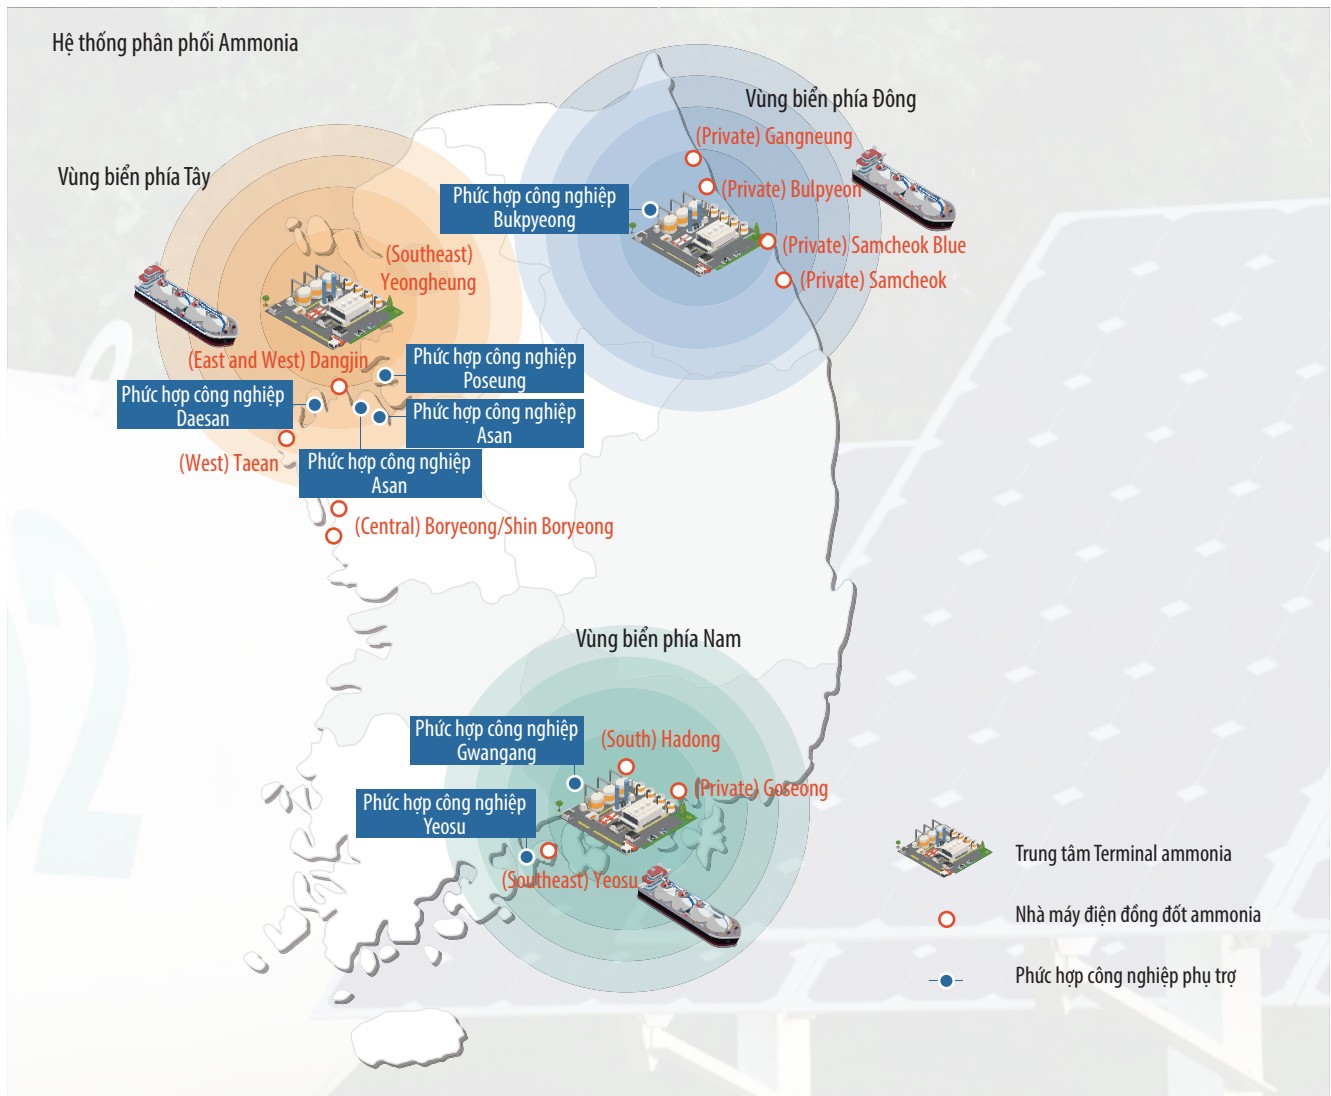 Hệ thống phân phối Ammonia
Vùng biển phía Đông
(Private) Gangneung
Vùng biển phía Tây
Phức hợp công nghiệp
Bukpyeong
(Private) Bulpyeon
(Southeast)
Yeongheung
(Private) Samcheok Blue
(Private) Samcheok
(East and West) Dangjin
Phức hợp công nghiệp
Poseung
Phức hợp công nghiệp
Daesan
Phức hợp công nghiệp
Asan
(West) Taean
Phức hợp công nghiệp
Asan
(Central) Boryeong/Shin Boryeong
Vùng biển phía Nam
Phức hợp công nghiệp
Gwangang
(South) Hadong
(Private) Goseong
Phức hợp công nghiệp
Yeosu
(Southeast) Yeosu
Trung tâm Terminal ammonia
Nhà máy điện đồng đốt ammonia
Phức hợp công nghiệp phụ trợ